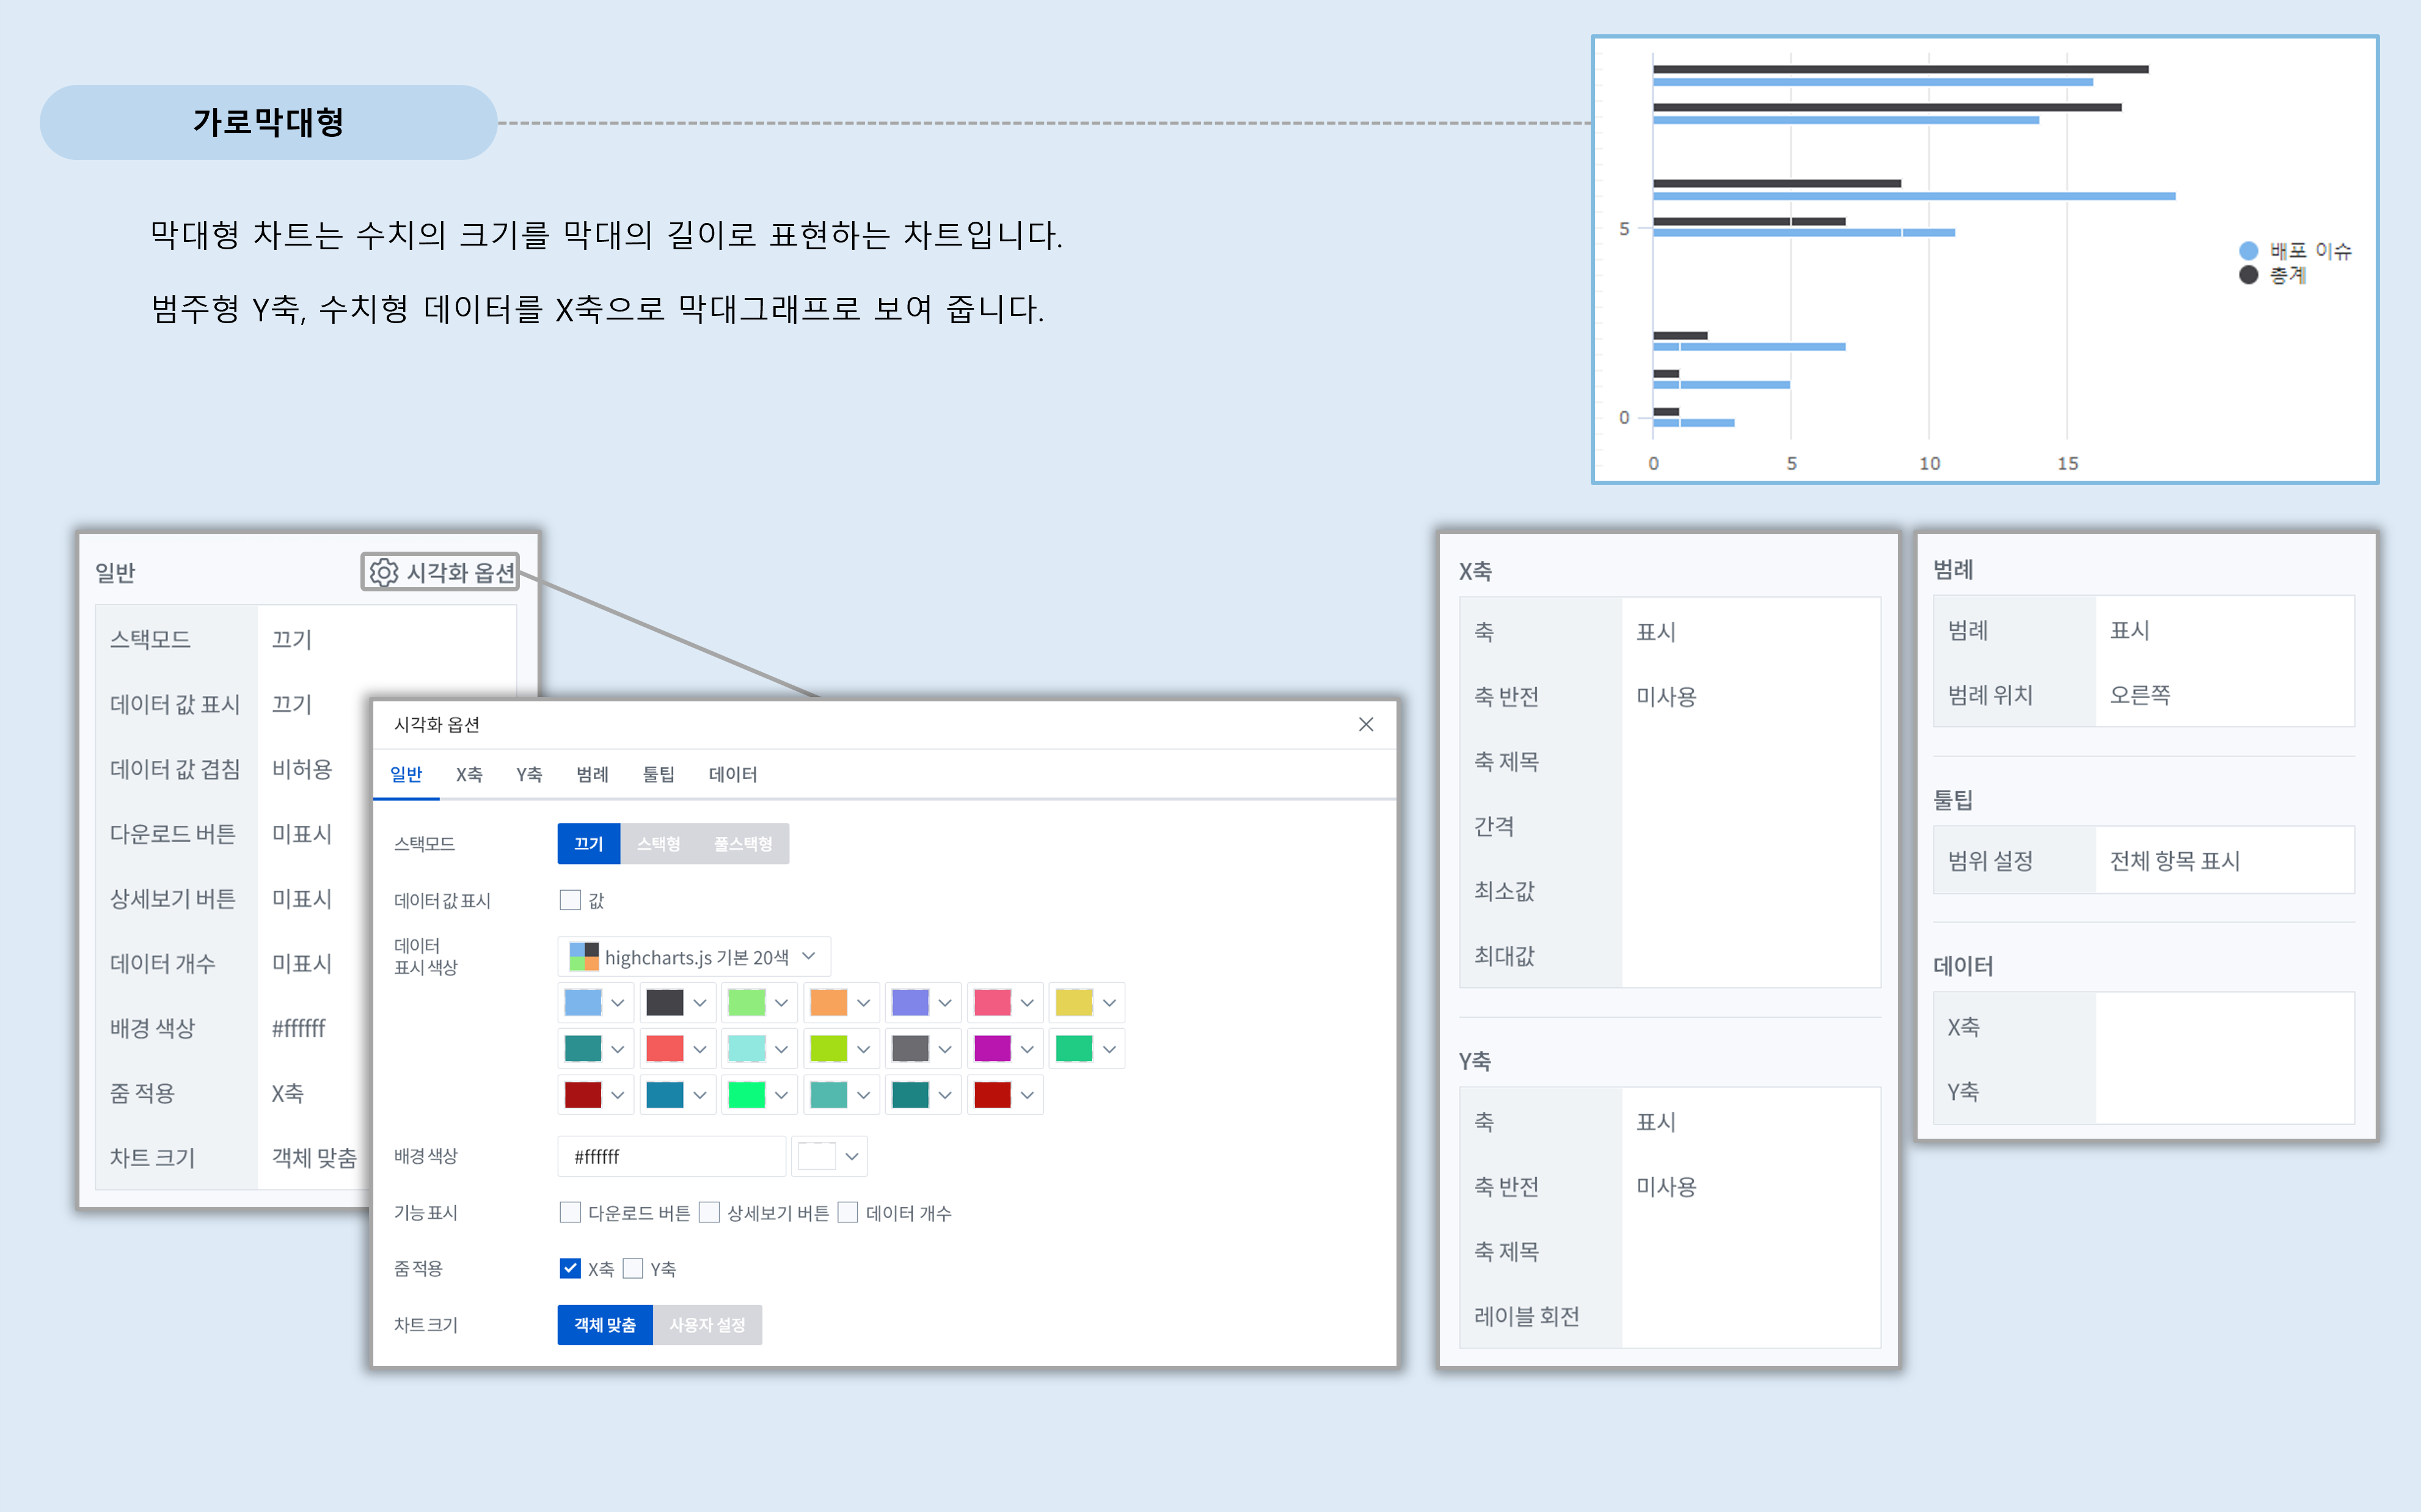 가로막대형
막대형 차트는 수치의 크기를 막대의 길이로 표현하는 차트입니다.
범주형 Y축, 수치형 데이터를 X축으로 막대그래프로 보여 줍니다.
5
0
0 5 10 15
배포 이슈
총계
일반 시각화 옵션
스택모드 끄기
데이터 값 표시 끄기
데이터 값 겹침 비허용
다운로드 버튼 미표시
상세보기 버튼 미표시
데이터 개수 미표시
배경 색상 #ffffff
줌 적용 X축
차트 크기 객체 맞춤
시각화 옵션
일반 X축 Y축 범례 툴팁 데이터
스택모드 끄기 스택형 풀스택형
데이터 값 표시 값
데이터
표시 색상
highcharts.js 기본 20색
배경 색상 #ffffff
기능 표시 다운로드 버튼 상세보기 버튼 데이터 개수
줌 적용 X축 Y축
차트 크기 객체 맞춤 사용자 설정
X축
축 표시
축 반전 미사용
축 제목
간격
최소값
최대값
Y축
축 표시
축 반전 미사용
축 제목
레이블 회전
범례
범례 표시
범례 위치 오른쪽
툴팁
범위 설정 전체 항목 표시
데이터
X축
Y축